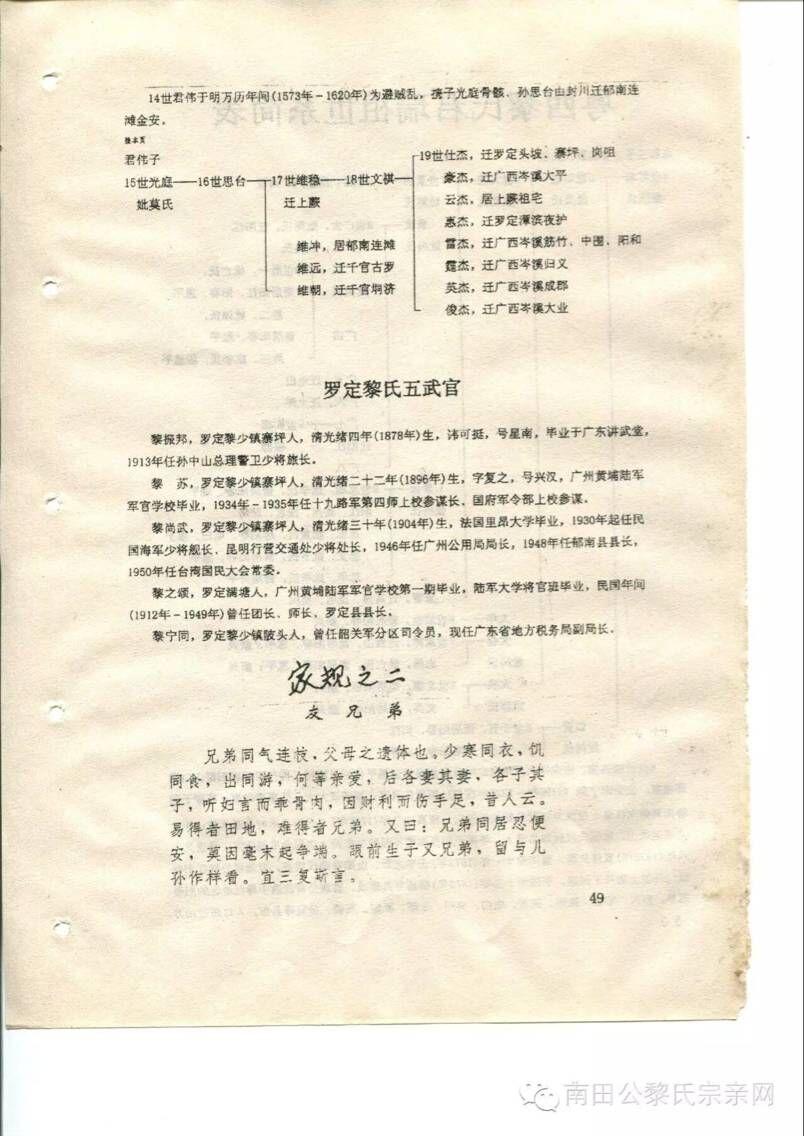 14世君伟于明万历年间(1573年-1620年)为避贼乱，携子光庭骨骸、孙思台由封川迁郁南连
滩金安。
接本页
君伟子
15世光庭——16世思台——17世维稳——18世文祺——19世仕杰，迁罗定头坡、寨坪、岗咀
妣莫氏
迁上蕨
豪杰，迁广西岑溪大平
云杰，居上蕨祖宅
惠杰，迁罗定潭滨夜护
维冲，居郁南连滩
雷杰，迁广西岑溪筋竹、中圈、阳和
维远，迁千官古罗
霆杰，迁广西岑溪归义
维朝，迁千官垌济
英杰，迁广西岑溪成郡
俊杰，迁广西岑溪大业
罗定黎氏五武官
黎振邦，罗定黎少镇寨坪人，清光绪四年(1878年)生，讳可挺，号星南，毕业于广东讲武堂，
1913年任孙中山总理警卫少将旅长。
黎　苏，罗定黎少镇寨坪人，清光绪二十二年(1896年)生，字复之，号兴汉，广州黄埔陆军
军官学校毕业，1934年-1935年任十九路军第四师上校参谋长、国府军令部上校参谋。
黎尚武，罗定黎少镇寨坪人，清光绪三十年(1904年)生，法国里昂大学毕业，1930年起任民
国海军少将舰长、昆明行营交通处少将处长，1946年任广州公用局局长，1948年任郁南县县长，
1950年任台湾国民大会常委。
黎之颂，罗定满塘人，广州黄埔陆军军官学校第一期毕业，陆军大学将官班毕业，民国年间
(1912年-1949年)曾任团长、师长、罗定县县长。
黎宁同，罗定黎少镇陂头人，曾任韶关军分区司令员，现任广东省地方税务局副局长。
家规之二
友兄弟
兄弟同气连枝，父母之遗体也。少寒同衣，饥
同食，出同游，何等亲爱，后各妻其妻，各子其
子，听妇言而乖骨肉，因财利而伤手足，昔人云。
易得者田地，难得者兄弟。又曰：兄弟同居忍便
安，莫因毫末起争端。眼前生子又兄弟，留与儿
孙作样看。宜三复斯言。
49
南田公黎氏宗亲网